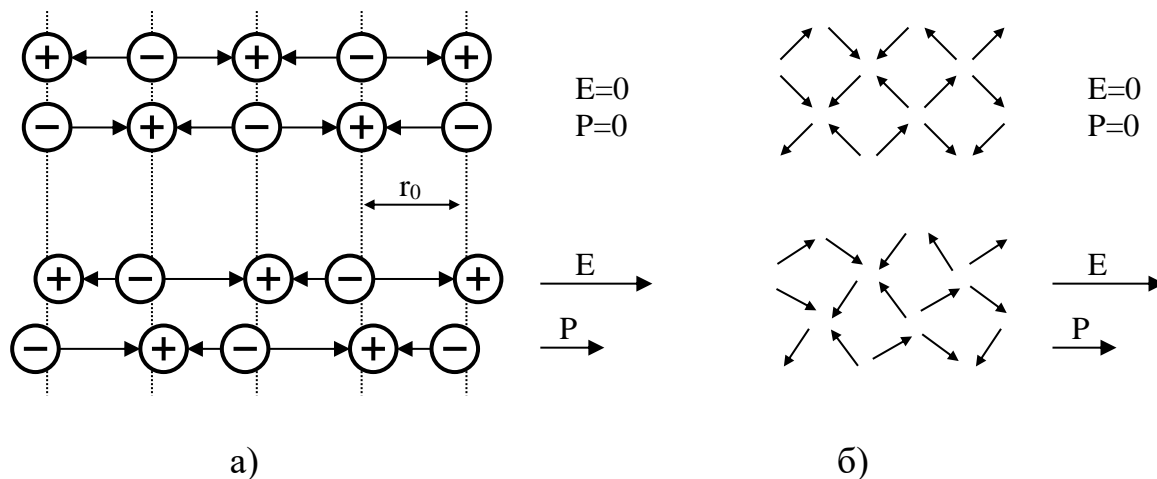 + − + − +
− + − + −
E=0
P=0
r₀
+ − + − +
− + − + −
E
P
а)
E=0
P=0
E
P
б)